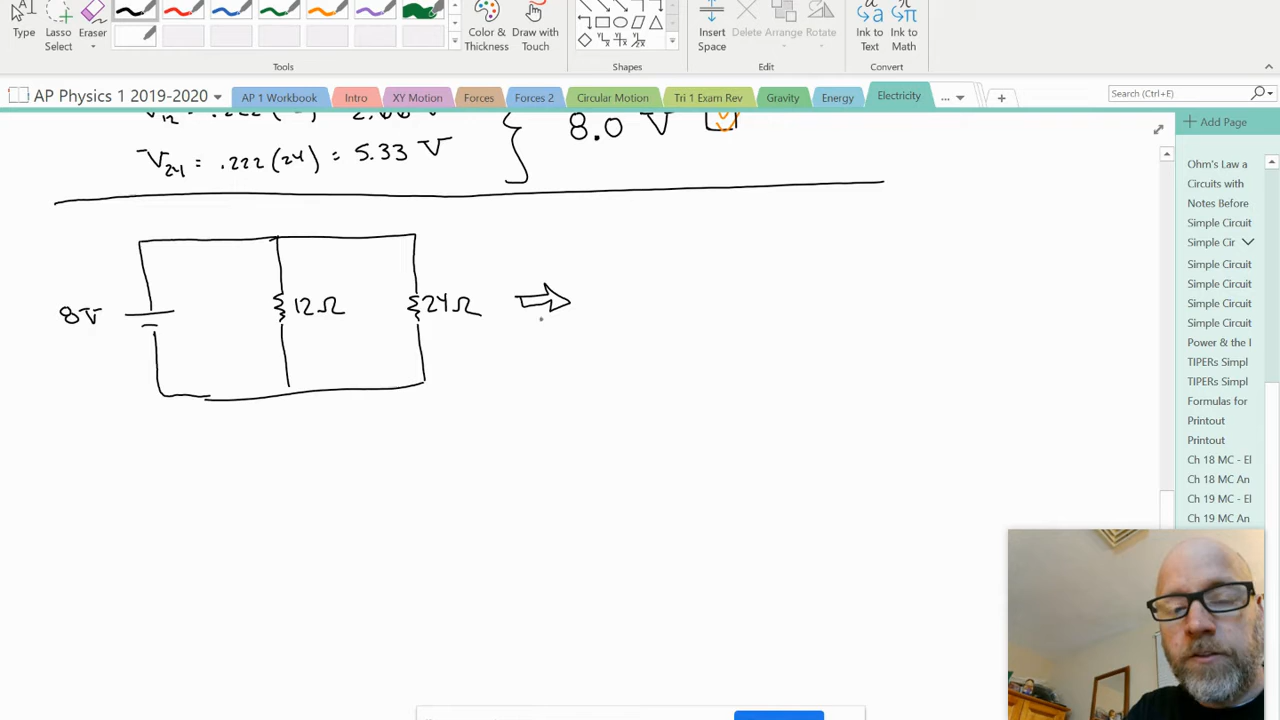 Type
Lasso Select
Eraser
Color & Thickness
Draw with Touch
Insert Space
Delete
Arrange
Rotate
Ink to Text
Ink to Math
Tools
Shapes
Edit
Convert
AP Physics 1 2019-2020
AP 1 Workbook
Intro
XY Motion
Forces
Forces 2
Circular Motion
Tri 1 Exam Rev
Gravity
Energy
Electricity
...
Search (Ctrl+E)
Add Page
V24 = .222 (24) = 5.33 V
8.0 V
8V
12Ω
24Ω
Ohm's Law a
Circuits with
Notes Before
Simple Circuit
Simple Cir
Simple Circuit
Simple Circuit
Simple Circuit
Simple Circuit
Power & the I
TIPERs Simpl
TIPERs Simpl
Formulas for
Printout
Printout
Ch 18 MC - El
Ch 18 MC An
Ch 19 MC - El
Ch 19 MC An